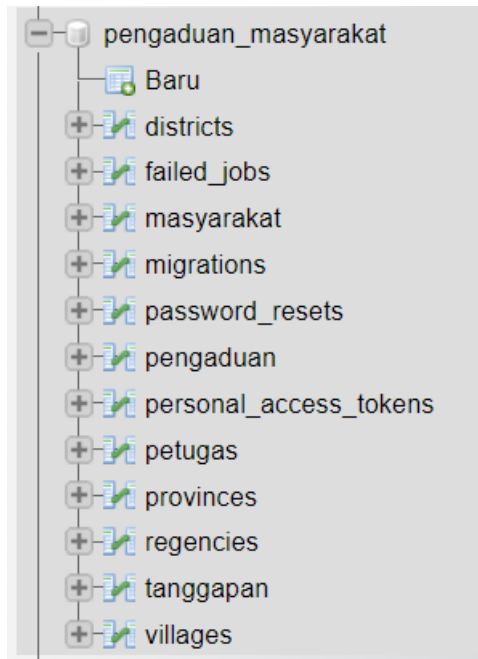 pengaduan_masyarakat
Baru
districts
failed_jobs
masyarakat
migrations
password_resets
pengaduan
personal_access_tokens
petugas
provinces
regencies
tanggapan
villages